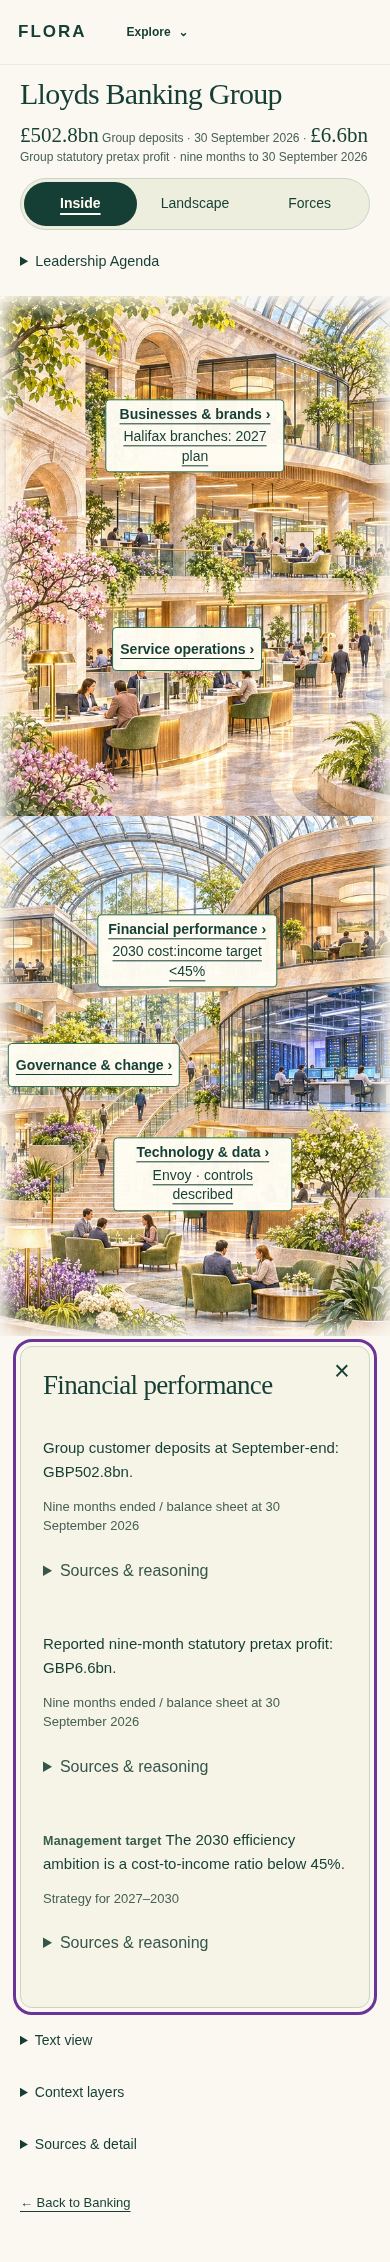 FLORA Explore ⌄
Lloyds Banking Group
£502.8bn Group deposits · 30 September 2026 · £6.6bn
Group statutory pretax profit · nine months to 30 September 2026
Inside Landscape Forces
▶ Leadership Agenda
Businesses & brands ›
Halifax branches: 2027
plan
Service operations ›
Financial performance ›
2030 cost:income target
<45%
Governance & change ›
Technology & data ›
Envoy · controls
described
×
Financial performance
Group customer deposits at September-end:
GBP502.8bn.
Nine months ended / balance sheet at 30
September 2026
▶ Sources & reasoning
Reported nine-month statutory pretax profit:
GBP6.6bn.
Nine months ended / balance sheet at 30
September 2026
▶ Sources & reasoning
Management target The 2030 efficiency
ambition is a cost-to-income ratio below 45%.
Strategy for 2027–2030
▶ Sources & reasoning
▶ Text view
▶ Context layers
▶ Sources & detail
← Back to Banking